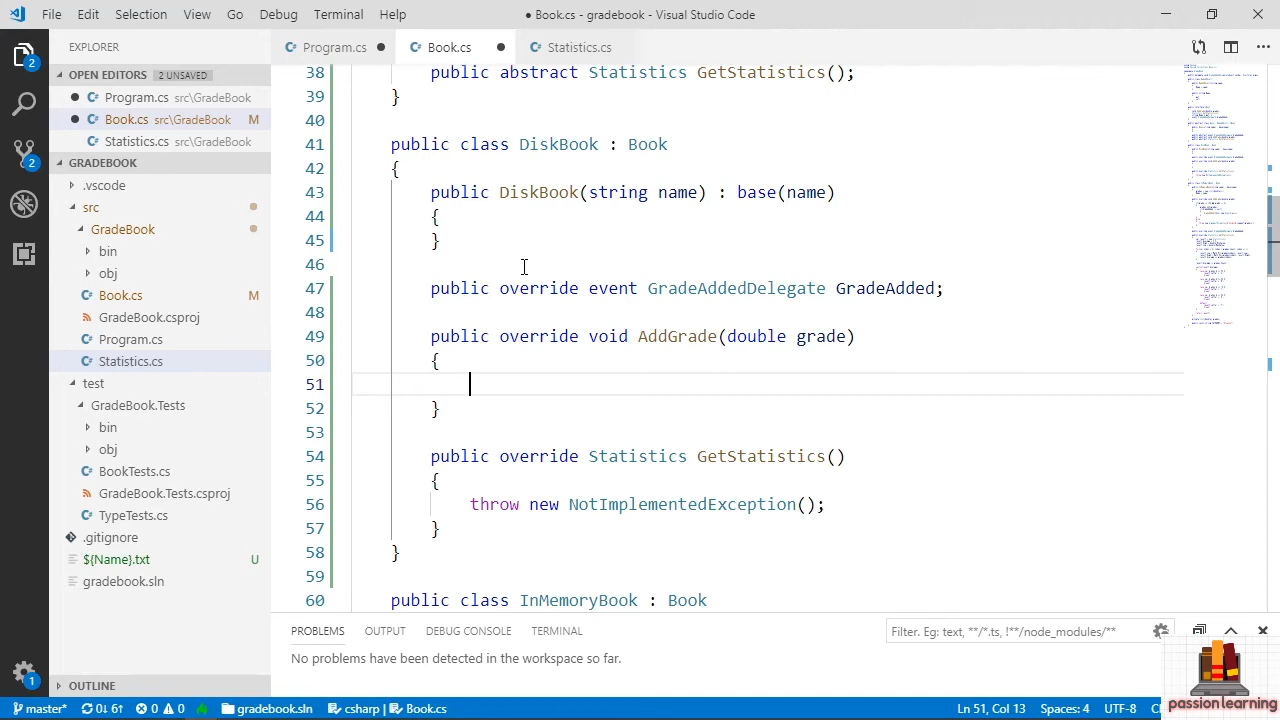 File Edit Selection View Go Debug Terminal Help
● Book.cs - gradebook - Visual Studio Code
EXPLORER
OPEN EDITORS 2 UNSAVED
Program.cs src\GradeBook
Book.cs src\GradeBook M
Statistics.cs src\GradeBook
GRADEBOOK
.vscode
bin
obj
Book.cs M
GradeBook.csproj
Program.cs
Statistics.cs
test
GradeBook.Tests
bin
obj
BookTests.cs
GradeBook.Tests.csproj
TypeTests.cs
.gitignore
${Name}.txt U
gradebook.sln
OUTLINE
Program.cs
Book.cs
Statistics.cs
38 public abstract Statistics GetStatistics();
39 }
40
41 public class DiskBook : Book
42 {
43 public DiskBook(string name) : base(name)
44
45
46
47 public override event GradeAddedDelegate GradeAdded;
48
49 public override void AddGrade(double grade)
50 {
51
52 }
53
54 public override Statistics GetStatistics()
55 {
56 throw new NotImplementedException();
57 }
58 }
59
60 public class InMemoryBook : Book
PROBLEMS OUTPUT DEBUG CONSOLE TERMINAL
Filter. Eg: text, **/*.ts, !**/node_modules/**
No problems have been detected in the workspace so far.
passion learning
master* 0↓ 6↑ 0 0 gradebook.sln csharp | Book.cs Ln 51, Col 13 Spaces: 4 UTF-8